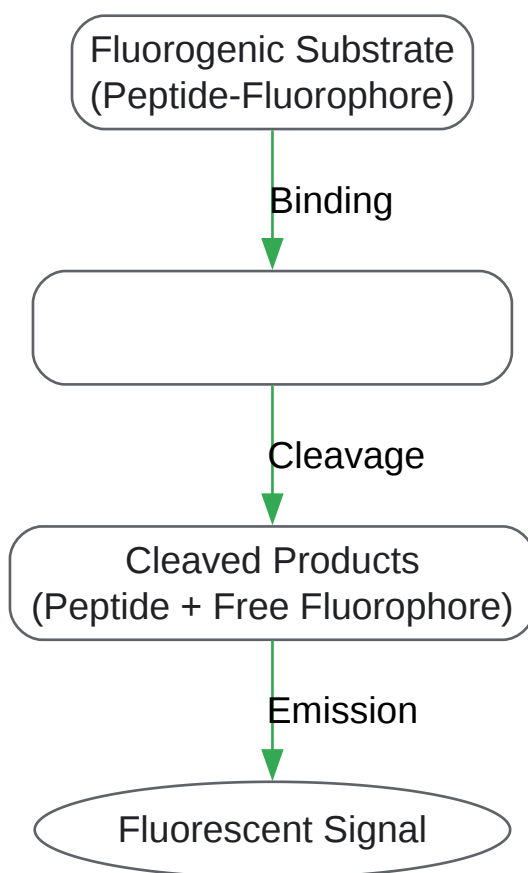 Fluorogenic Substrate
(Peptide-Fluorophore)
Binding
Cleavage
Cleaved Products
(Peptide + Free Fluorophore)
Emission
Fluorescent Signal